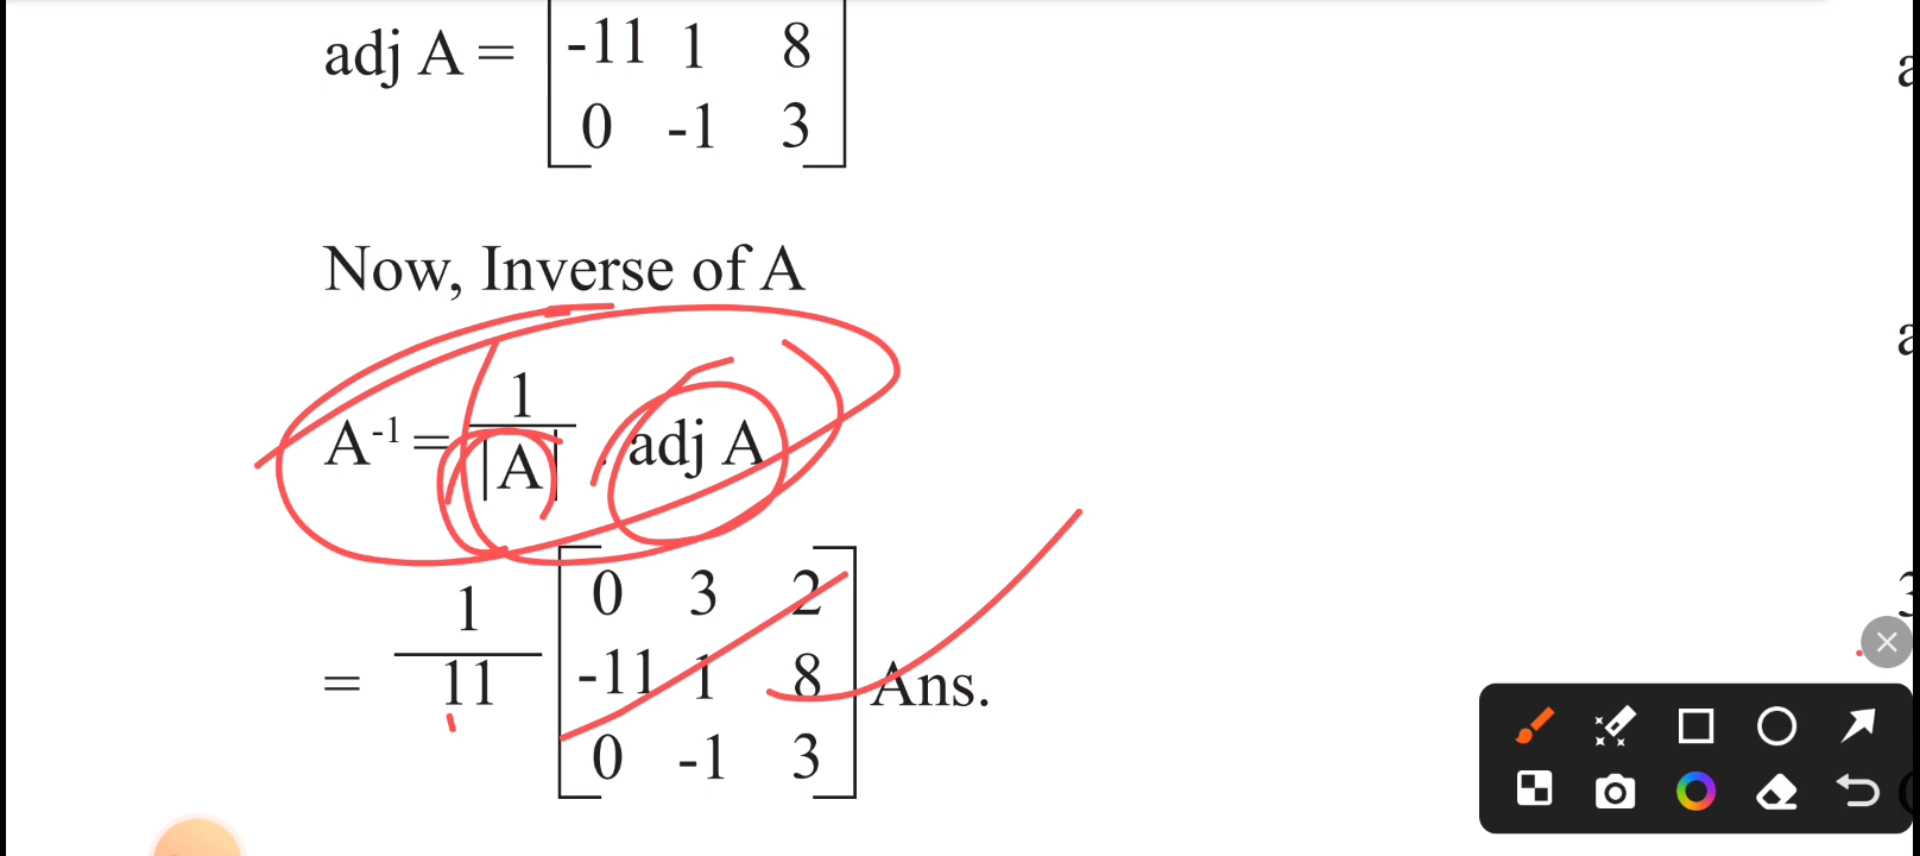 adj A = -11 1 8
0 -1 3
Now, Inverse of A
A⁻¹ = 1/|A| . adj A
= 1/11 0 3 2
-11 1 8 Ans.
0 -1 3